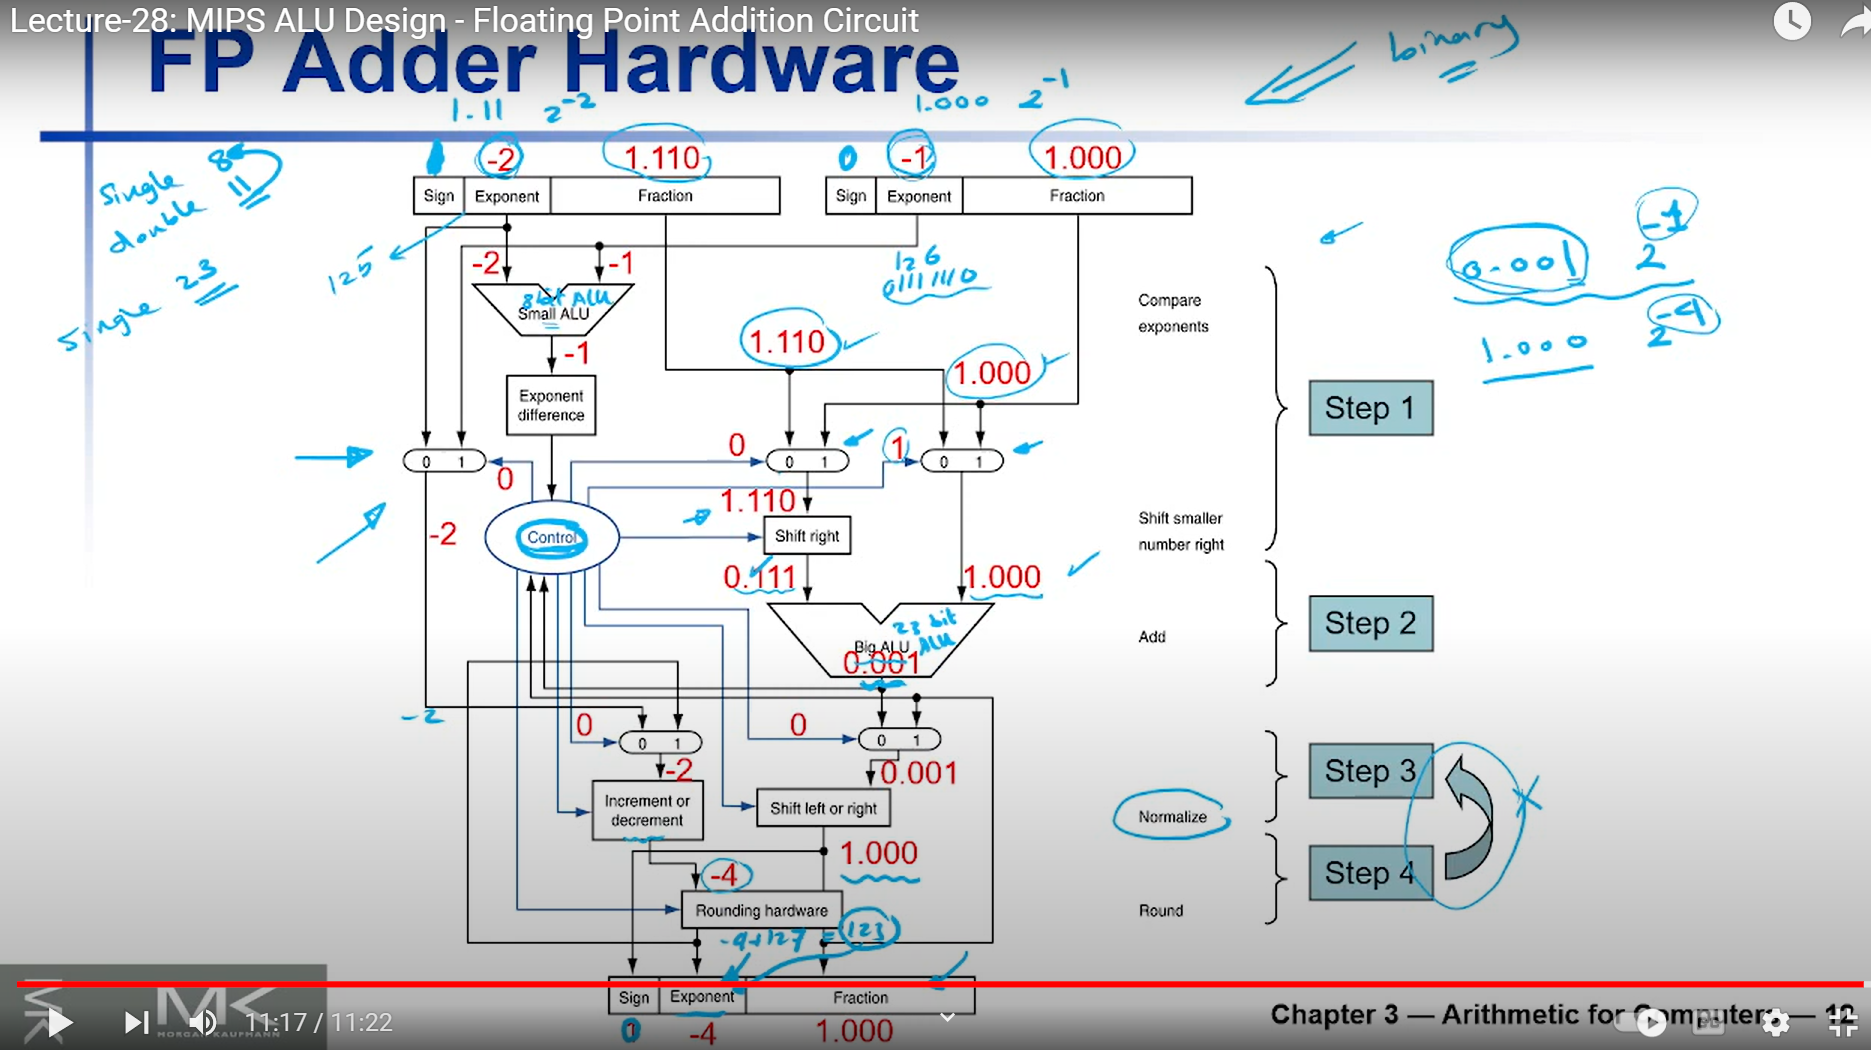 Lecture-28: MIPS ALU Design - Floating Point Addition Circuit
FP Adder Hardware
binary
1.11 2^-2
1.000 2^-1
single 8
double 11
single 23
-2 1.110
0 -1 1.000
Sign Exponent Fraction
Sign Exponent Fraction
125
-2 -1
126
01111110
8bit ALU
Small ALU
-1
Exponent
difference
1.110
1.000
0.001 2^-1
1.000 2^-4
Compare
exponents
Step 1
0 1
0
0
0 1
1
0 1
-2
Control
1.110
Shift right
0.111
1.000
Shift smaller
number right
23 bit
ALU
Big ALU
0.001
Add
Step 2
-2
0
0 1
0
0 1
-2
0.001
Increment or
decrement
Shift left or right
Normalize
Step 3
1.000
-4
Rounding hardware
Round
Step 4
-4+127 = 123
Sign Exponent Fraction
1 -4 1.000
MK
MORGAN KAUFMANN
11:17 / 11:22
Chapter 3 — Arithmetic for Computers — 12